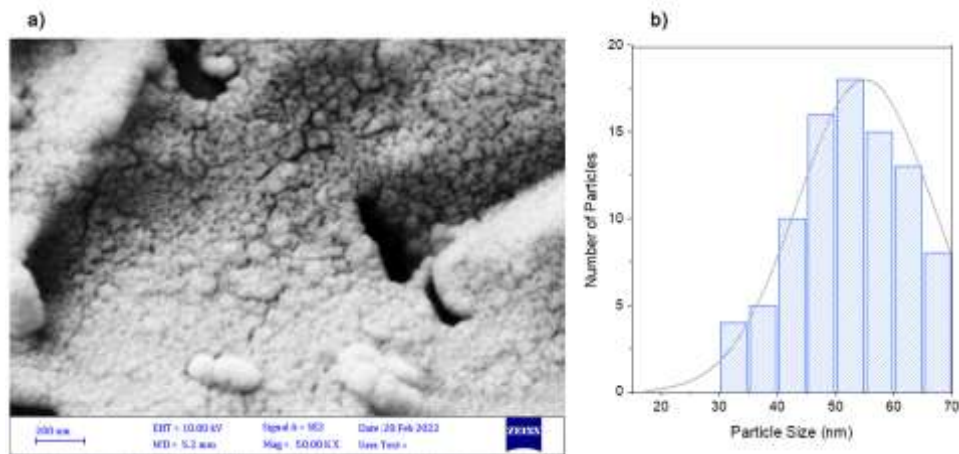 a)
b)
20
15
10
5
0
Number of Particles
20 30 40 50 60 70
Particle Size (nm)
200 nm
EHT = 10.00 kV Signal A = SE2 Date :20 Feb 2022
WD = 5.2 mm Mag = 50.00 K X User Text =
ZEISS